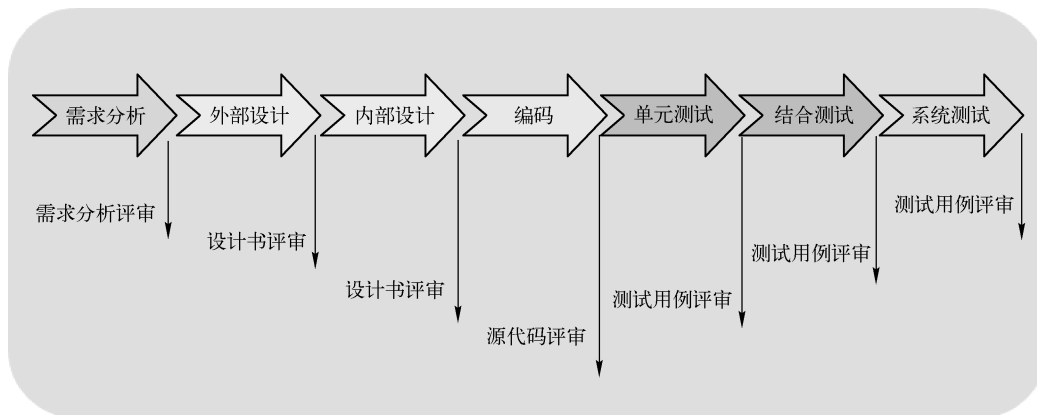 需求分析
外部设计
内部设计
编码
单元测试
结合测试
系统测试
需求分析评审
设计书评审
设计书评审
源代码评审
测试用例评审
测试用例评审
测试用例评审